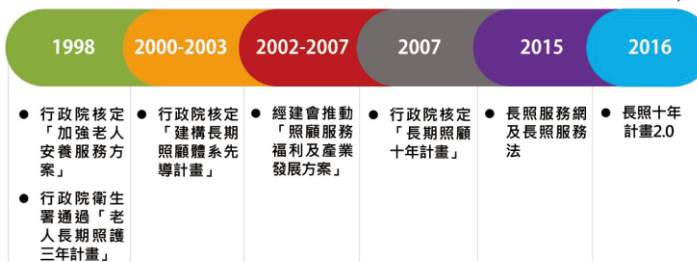 1998
2000-2003
2002-2007
2007
2015
2016
● 行政院核定
「加強老人
安養服務方
案」
● 行政院衛生
署通過「老
人長期照護
三年計畫」
● 行政院核定
「建構長期
照顧體系先
導計畫」
● 經建會推動
「照顧服務
福利及產業
發展方案」
● 行政院核定
「長期照顧
十年計畫」
● 長照服務網
及長照服務
法
● 長照十年
計畫2.0